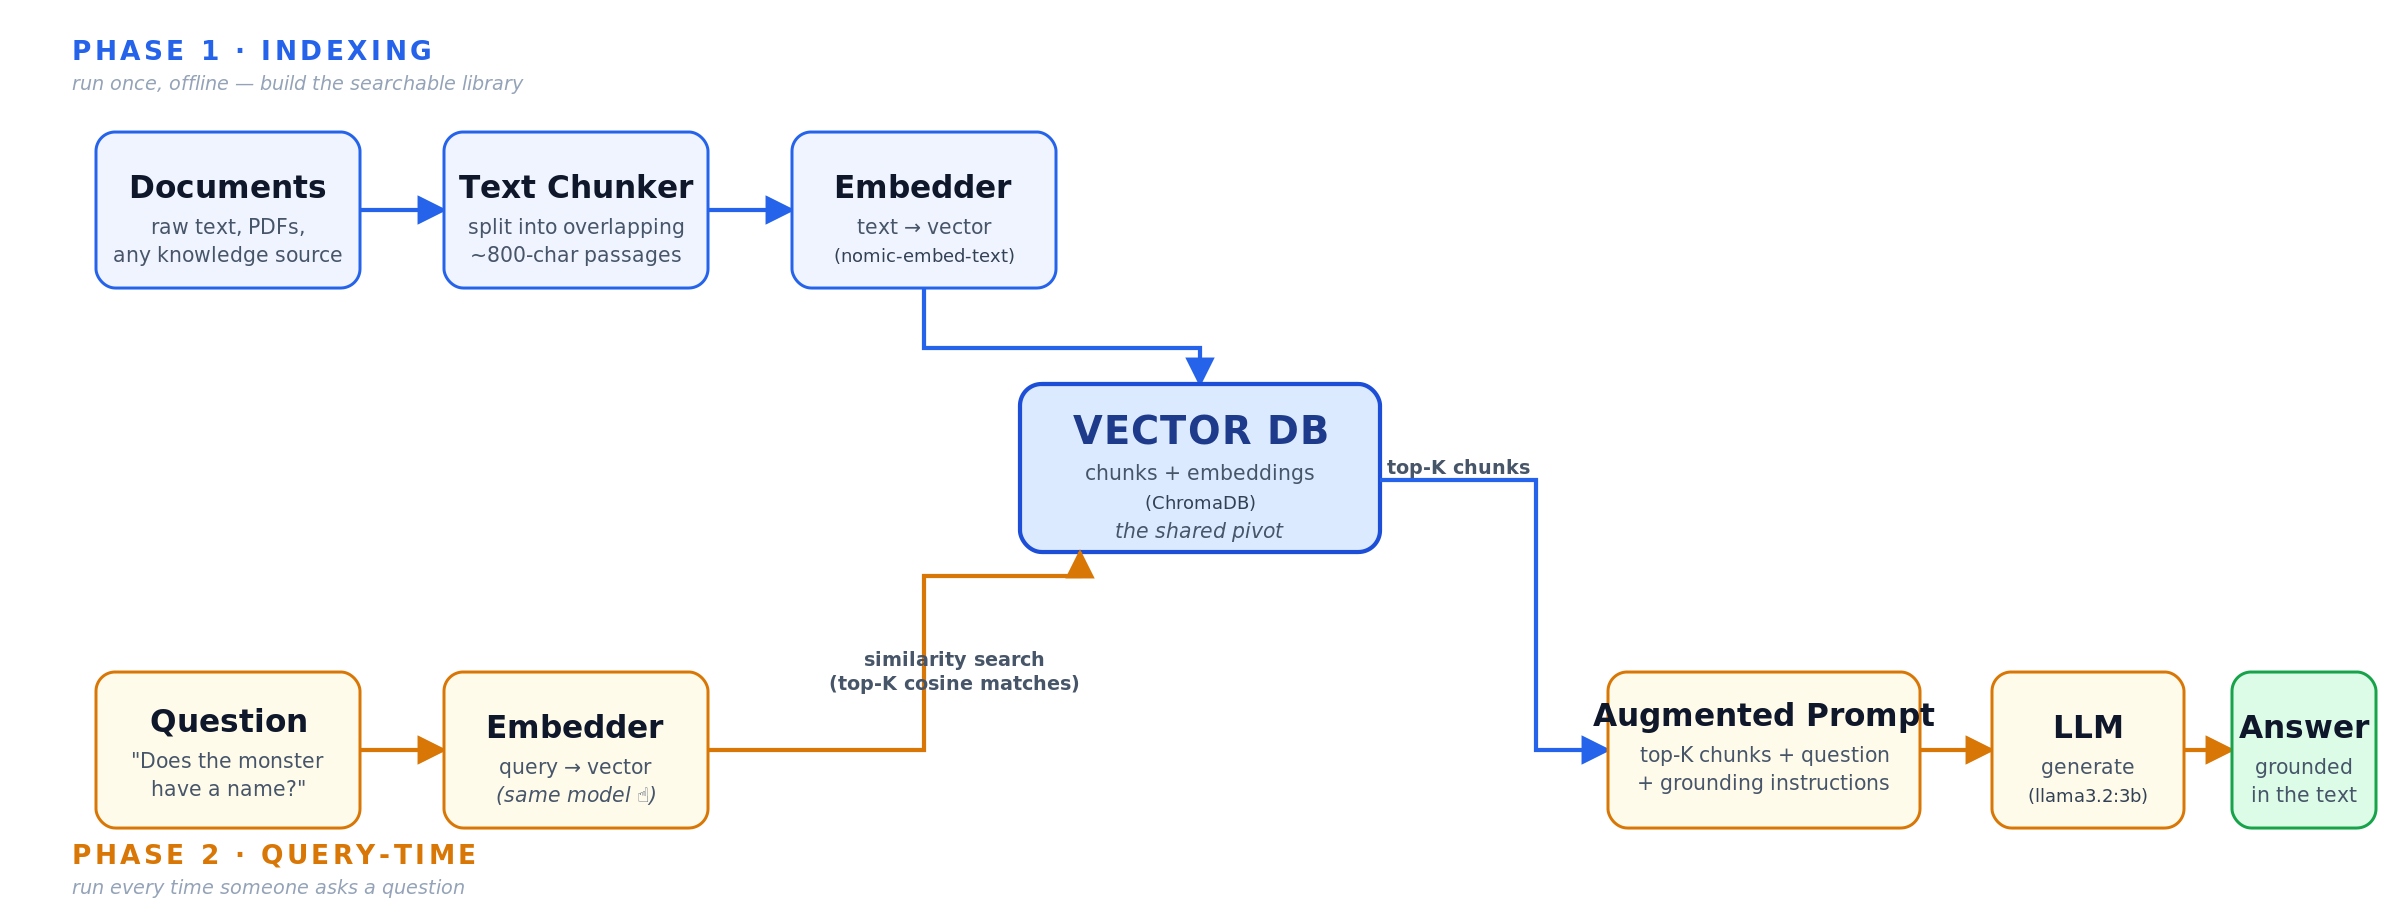 PHASE 1 · INDEXING
run once, offline — build the searchable library
Documents
raw text, PDFs,
any knowledge source
Text Chunker
split into overlapping
~800-char passages
Embedder
text → vector
(nomic-embed-text)
VECTOR DB
chunks + embeddings
(ChromaDB)
the shared pivot
top-K chunks
similarity search
(top-K cosine matches)
Question
"Does the monster
have a name?"
Embedder
query → vector
(same model ☝)
Augmented Prompt
top-K chunks + question
+ grounding instructions
LLM
generate
(llama3.2:3b)
Answer
grounded
in the text
PHASE 2 · QUERY-TIME
run every time someone asks a question